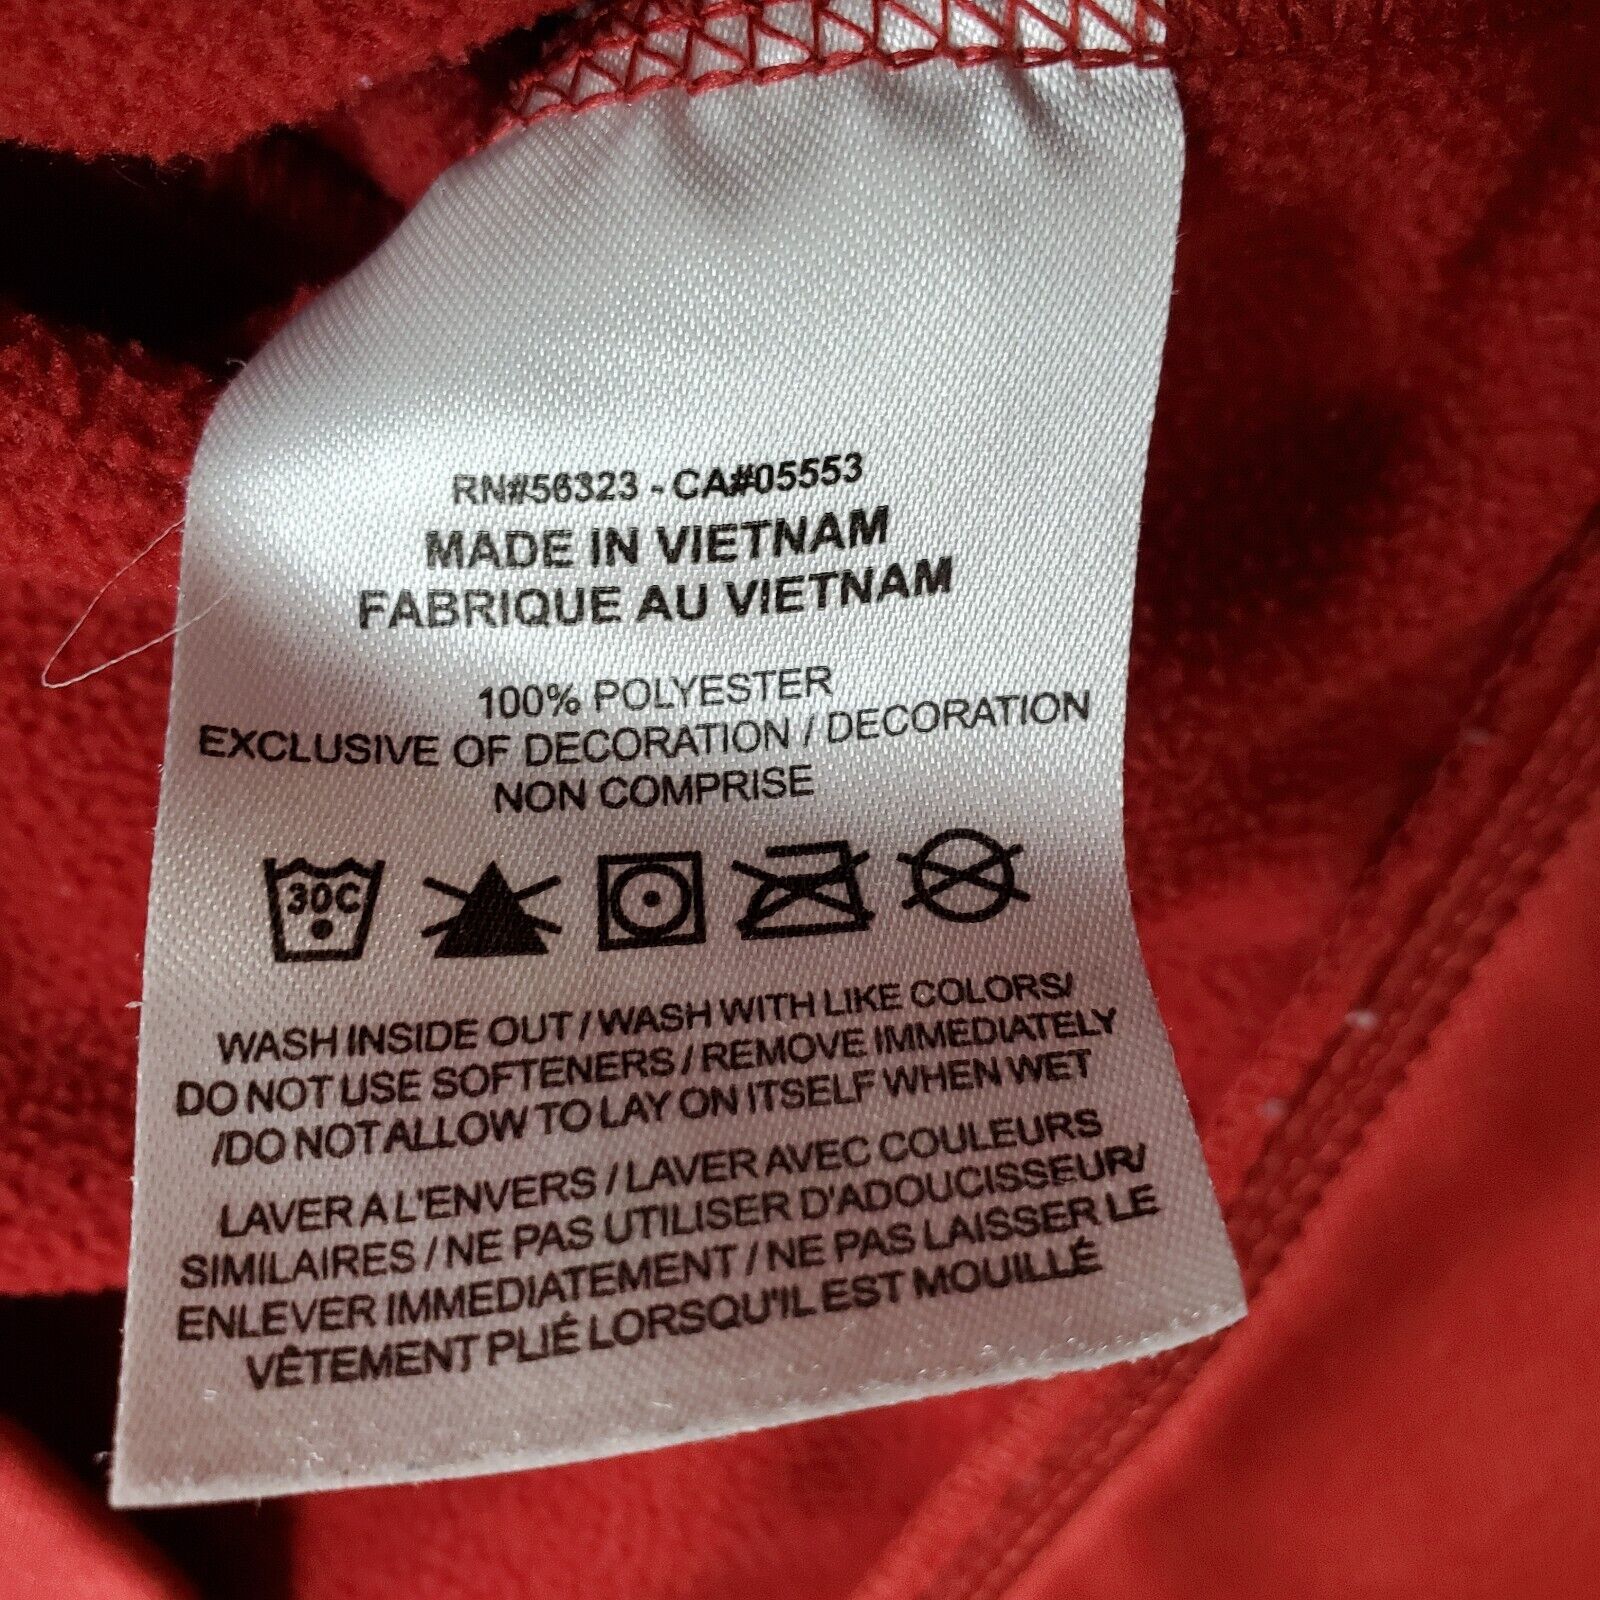 RN#56323 - CA#05553
MADE IN VIETNAM
FABRIQUE AU VIETNAM
100% POLYESTER
EXCLUSIVE OF DECORATION / DECORATION
NON COMPRISE
30C
WASH INSIDE OUT / WASH WITH LIKE COLORS/
DO NOT USE SOFTENERS / REMOVE IMMEDIATELY
/DO NOT ALLOW TO LAY ON ITSELF WHEN WET
LAVER A L'ENVERS / LAVER AVEC COULEURS
SIMILAIRES / NE PAS UTILISER D'ADOUCISSEUR/
ENLEVER IMMEDIATEMENT / NE PAS LAISSER LE
VÊTEMENT PLIÉ LORSQU'IL EST MOUILLÉ